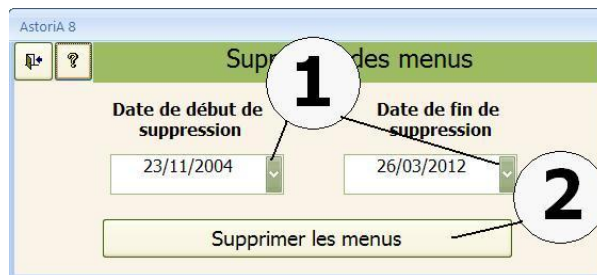 AstoriA 8
? Sup des menus
1
Date de début de suppression
Date de fin de suppression
23/11/2004
26/03/2012
2
Supprimer les menus